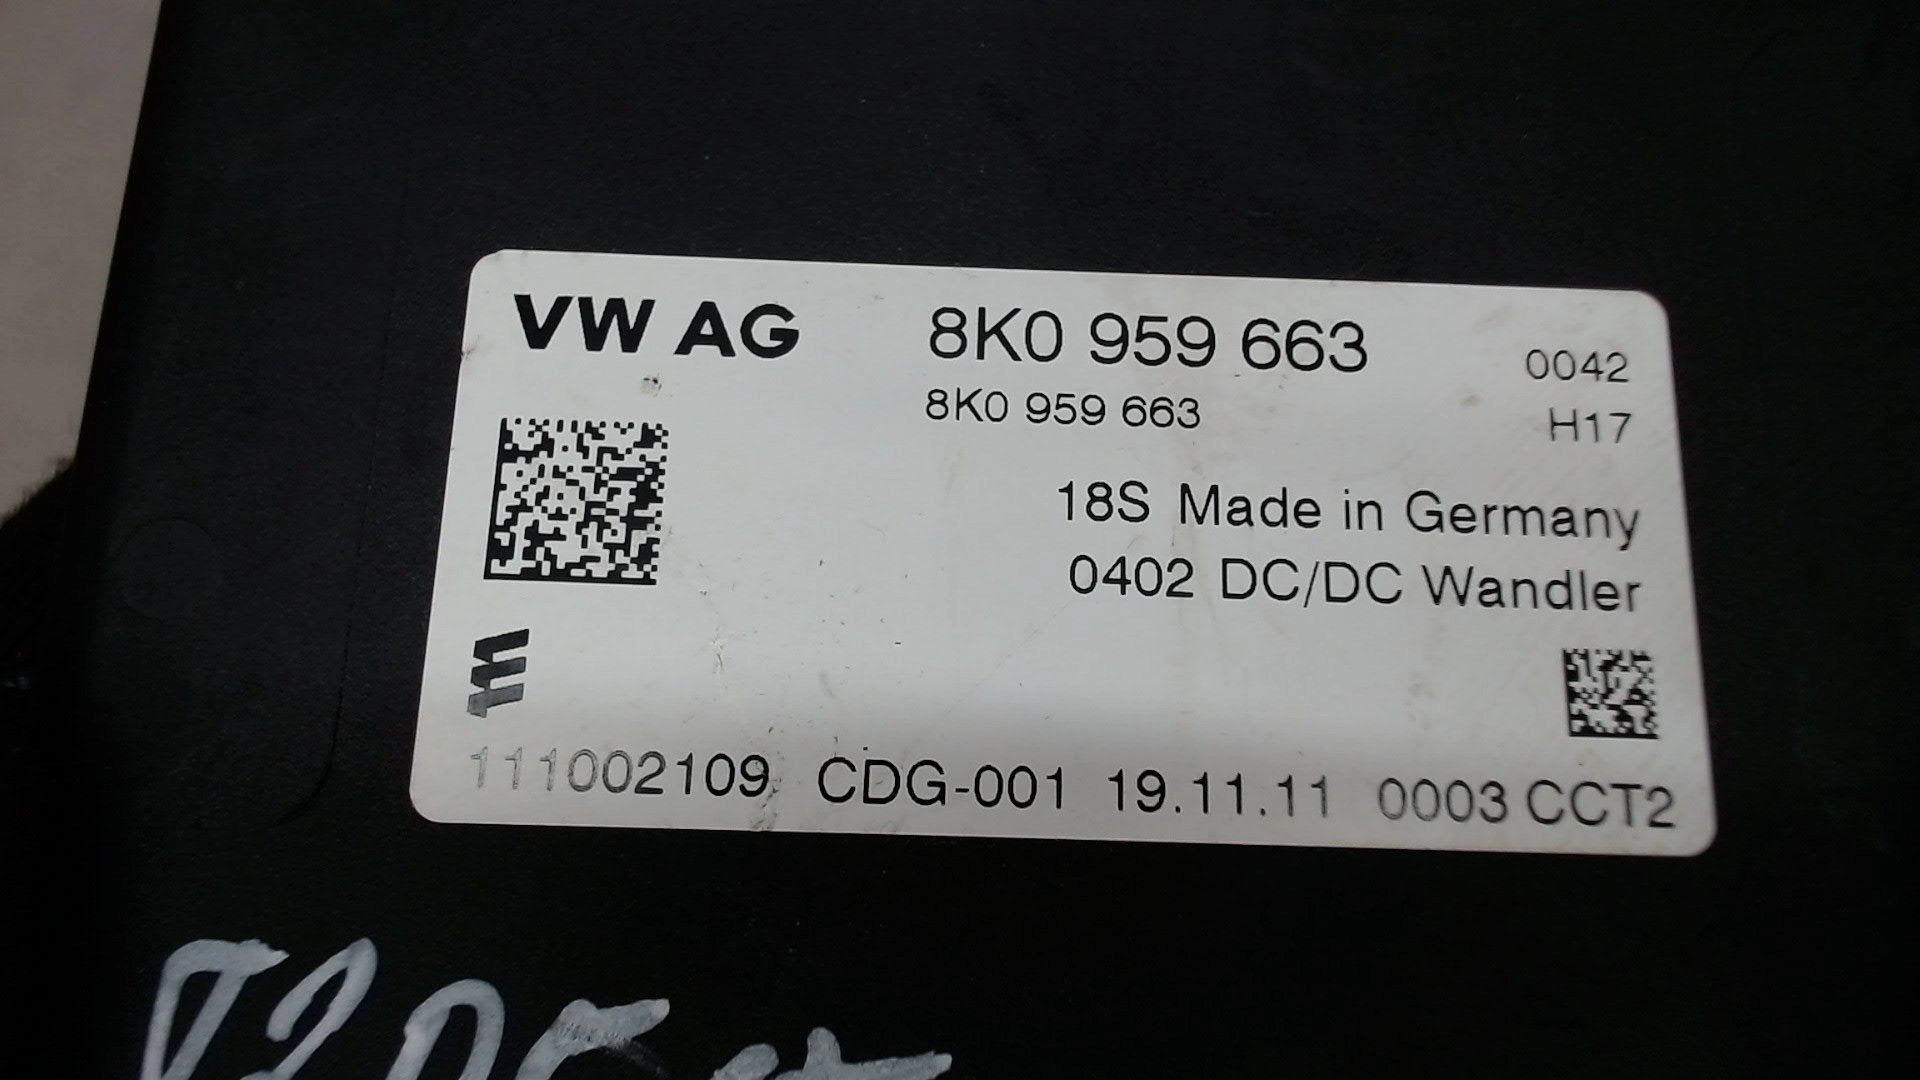 VW AG 8K0 959 663 0042
8K0 959 663 H17
18S Made in Germany
0402 DC/DC Wandler
111002109 CDG-001 19.11.11 0003 CCT2